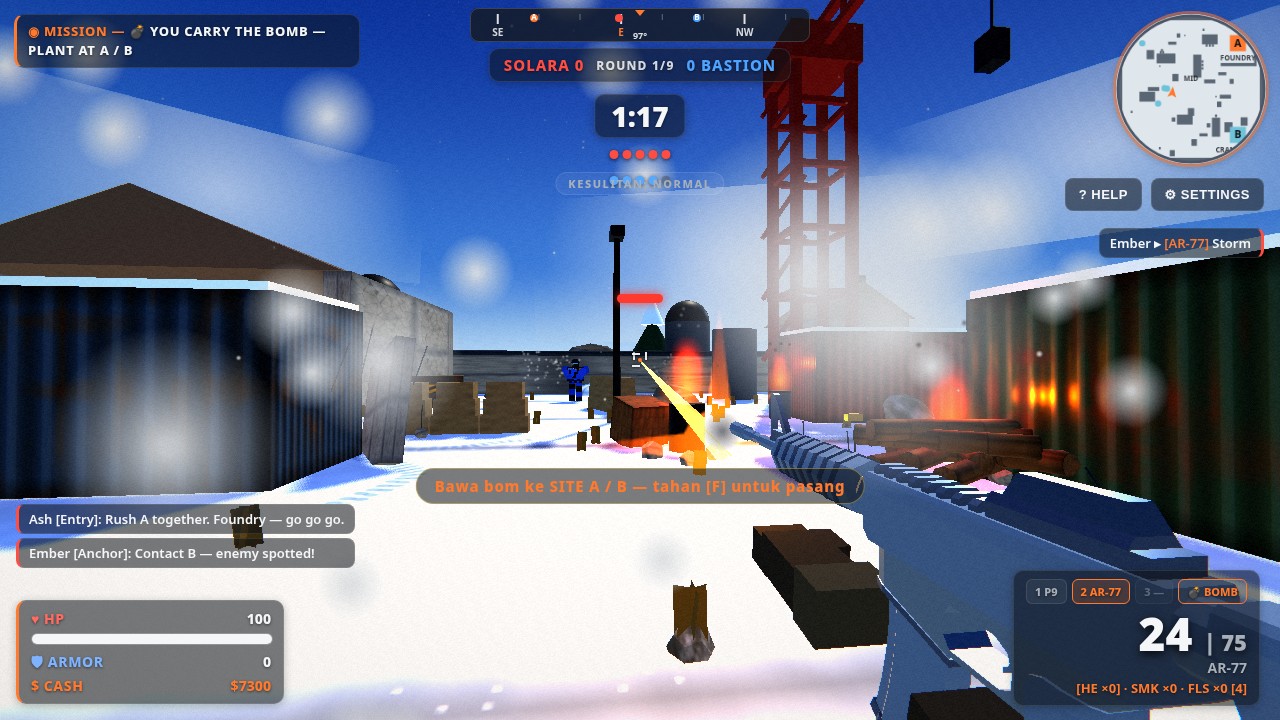 ◉ MISSION — 💣 YOU CARRY THE BOMB —
PLANT AT A / B
A B
SE E NW
97°
SOLARA 0 ROUND 1/9 0 BASTION
1:17
KESULITAN: NORMAL
A
FOUNDRY
MID
B
? HELP ⚙ SETTINGS
Ember ▸ [AR-77] Storm
Bawa bom ke SITE A / B — tahan [F] untuk pasang
Ash [Entry]: Rush A together. Foundry — go go go.
Ember [Anchor]: Contact B — enemy spotted!
♥ HP 100
ARMOR 0
$ CASH $7300
1 P9 2 AR-77 3 — 💣 BOMB
24 | 75
AR-77
[HE ×0] · SMK ×0 · FLS ×0 [4]